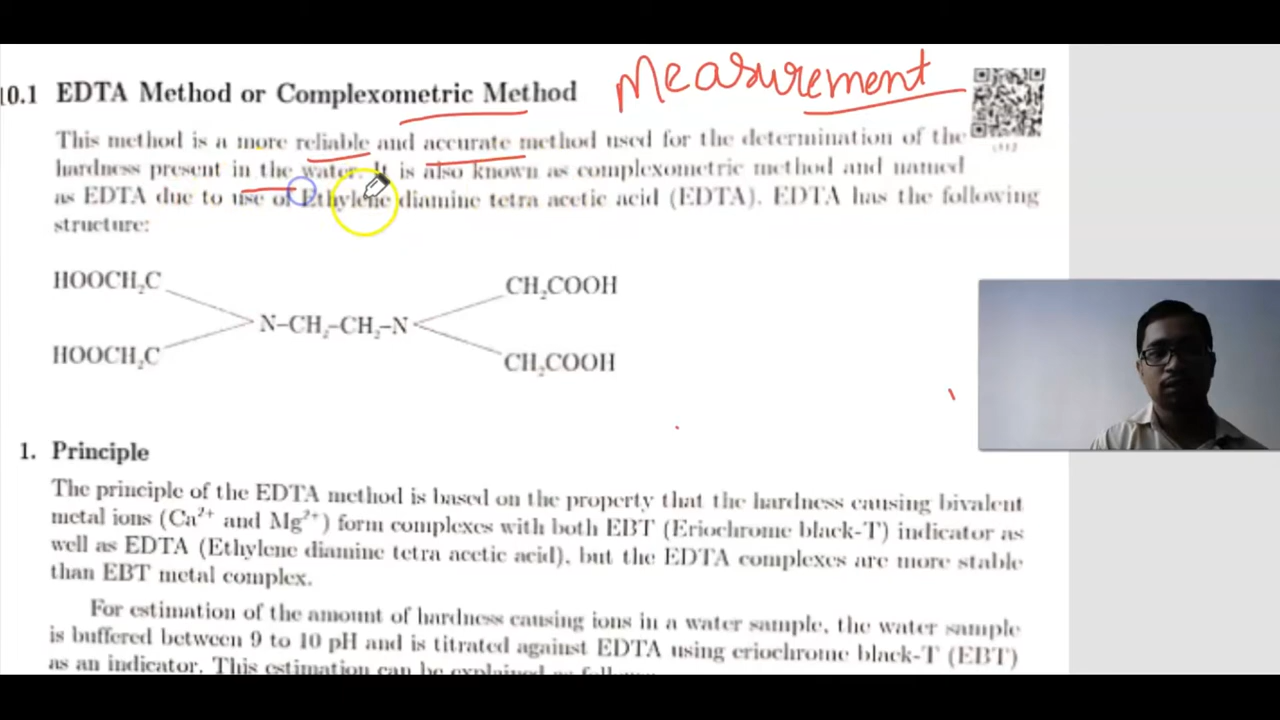 Measurement
10.1 EDTA Method or Complexometric Method
This method is a more reliable and accurate method used for the determination of the
hardness present in the water. It is also known as complexometric method and named
as EDTA due to use of Ethylene diamine tetra acetic acid (EDTA). EDTA has the following
structure:
HOOCH₂C CH₂COOH
N–CH₂–CH₂–N
HOOCH₂C CH₂COOH
1. Principle
The principle of the EDTA method is based on the property that the hardness causing bivalent
metal ions (Ca²⁺ and Mg²⁺) form complexes with both EBT (Eriochrome black-T) indicator as
well as EDTA (Ethylene diamine tetra acetic acid), but the EDTA complexes are more stable
than EBT metal complex.
For estimation of the amount of hardness causing ions in a water sample, the water sample
is buffered between 9 to 10 pH and is titrated against EDTA using eriochrome black-T (EBT)
as an indicator. This estimation can be explained as